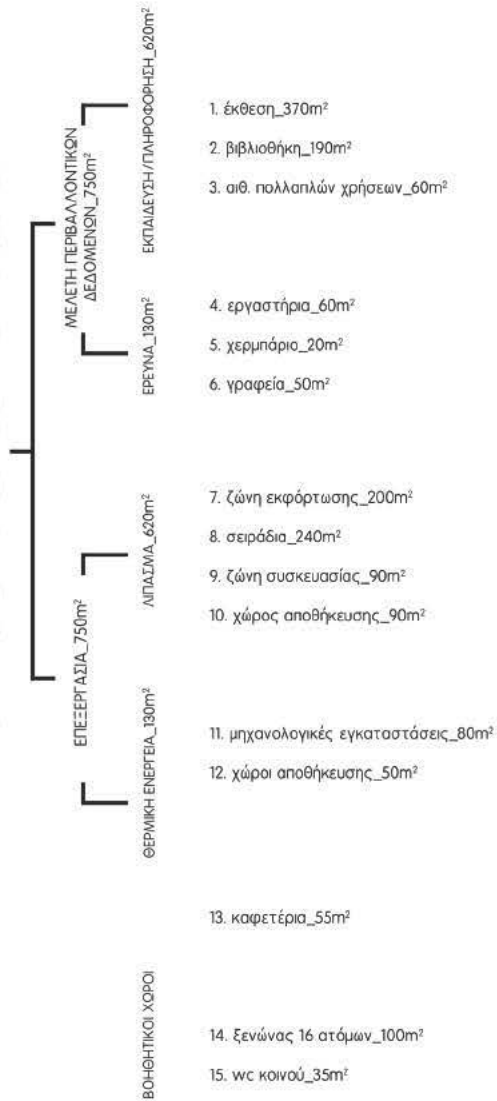 ΜΕΛΕΤΗ ΠΕΡΙΒΑΛΛΟΝΤΙΚΩΝ
ΔΕΔΟΜΕΝΩΝ_750m²
ΕΚΠΑΙΔΕΥΣΗ/ΠΛΗΡΟΦΟΡΗΣΗ_620m²
1. έκθεση_370m²
2. βιβλιοθήκη_190m²
3. αιθ. πολλαπλών χρήσεων_60m²
ΕΡΕΥΝΑ_130m²
4. εργαστήρια_60m²
5. χερμπάριο_20m²
6. γραφεία_50m²
ΕΠΕΞΕΡΓΑΣΙΑ_750m²
ΛΙΠΑΣΜΑ_620m²
7. ζώνη εκφόρτωσης_200m²
8. σειράδια_240m²
9. ζώνη συσκευασίας_90m²
10. χώρος αποθήκευσης_90m²
ΘΕΡΜΙΚΗ ΕΝΕΡΓΕΙΑ_130m²
11. μηχανολογικές εγκαταστάσεις_80m²
12. χώροι αποθήκευσης_50m²
ΒΟΗΘΗΤΙΚΟΙ ΧΩΡΟΙ
13. καφετέρια_55m²
14. ξενώνας 16 ατόμων_100m²
15. wc κοινού_35m²